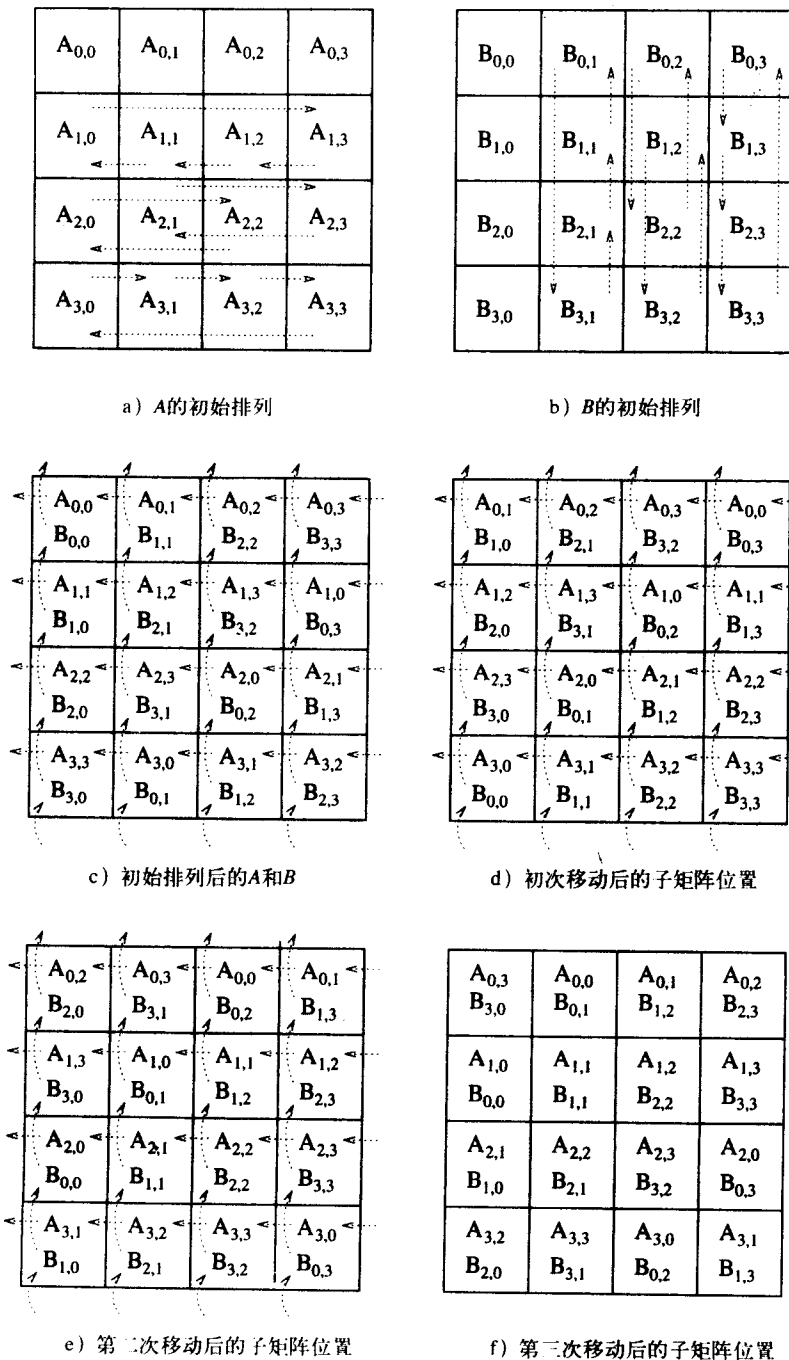 A0,0 A0,1 A0,2 A0,3
A1,0 A1,1 A1,2 A1,3
A2,0 A2,1 A2,2 A2,3
A3,0 A3,1 A3,2 A3,3
a）A的初始排列
B0,0 B0,1 B0,2 B0,3
B1,0 B1,1 B1,2 B1,3
B2,0 B2,1 B2,2 B2,3
B3,0 B3,1 B3,2 B3,3
b）B的初始排列
A0,0 A0,1 A0,2 A0,3
B0,0 B1,1 B2,2 B3,3
A1,1 A1,2 A1,3 A1,0
B1,0 B2,1 B3,2 B0,3
A2,2 A2,3 A2,0 A2,1
B2,0 B3,1 B0,2 B1,3
A3,3 A3,0 A3,1 A3,2
B3,0 B0,1 B1,2 B2,3
c）初始排列后的A和B
A0,1 A0,2 A0,3 A0,0
B1,0 B2,1 B3,2 B0,3
A1,2 A1,3 A1,0 A1,1
B2,0 B3,1 B0,2 B1,3
A2,3 A2,0 A2,1 A2,2
B3,0 B0,1 B1,2 B2,3
A3,0 A3,1 A3,2 A3,3
B0,0 B1,1 B2,2 B3,3
d）初次移动后的子矩阵位置
A0,2 A0,3 A0,0 A0,1
B2,0 B3,1 B0,2 B1,3
A1,3 A1,0 A1,1 A1,2
B3,0 B0,1 B1,2 B2,3
A2,0 A2,1 A2,2 A2,3
B0,0 B1,1 B2,2 B3,3
A3,1 A3,2 A3,3 A3,0
B1,0 B2,1 B3,2 B0,3
e）第二次移动后的子矩阵位置
A0,3 A0,0 A0,1 A0,2
B3,0 B0,1 B1,2 B2,3
A1,0 A1,1 A1,2 A1,3
B0,0 B1,1 B2,2 B3,3
A2,1 A2,2 A2,3 A2,0
B1,0 B2,1 B3,2 B0,3
A3,2 A3,3 A3,0 A3,1
B2,0 B3,1 B0,2 B1,3
f）第三次移动后的子矩阵位置